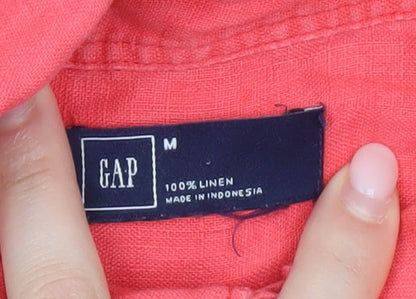 GAP
M
100% LINEN
MADE IN INDONESIA